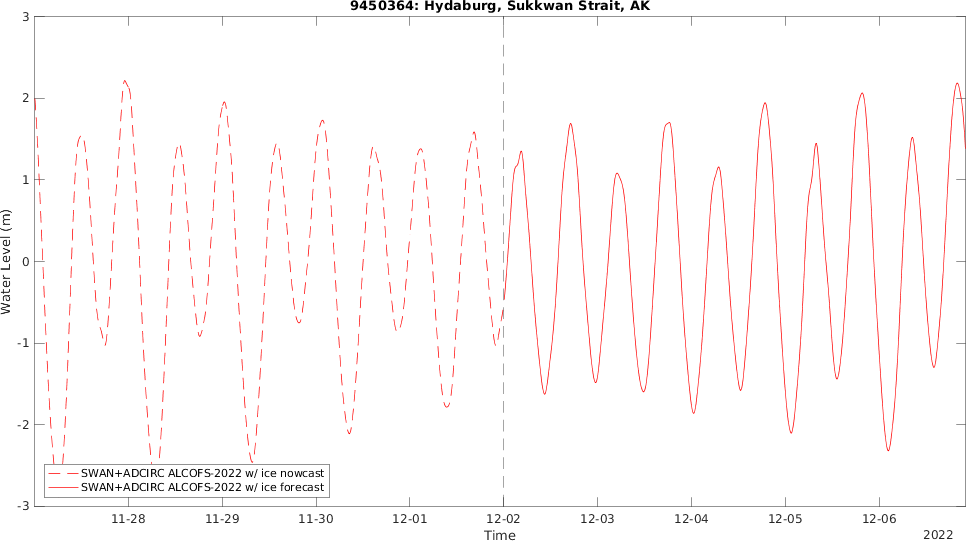 9450364: Hydaburg, Sukkwan Strait, AK
3
2
1
0
-1
-2
-3
Water Level (m)
SWAN+ADCIRC ALCOFS-2022 w/ ice nowcast
SWAN+ADCIRC ALCOFS-2022 w/ ice forecast
11-28 11-29 11-30 12-01 12-02 12-03 12-04 12-05 12-06
Time
2022